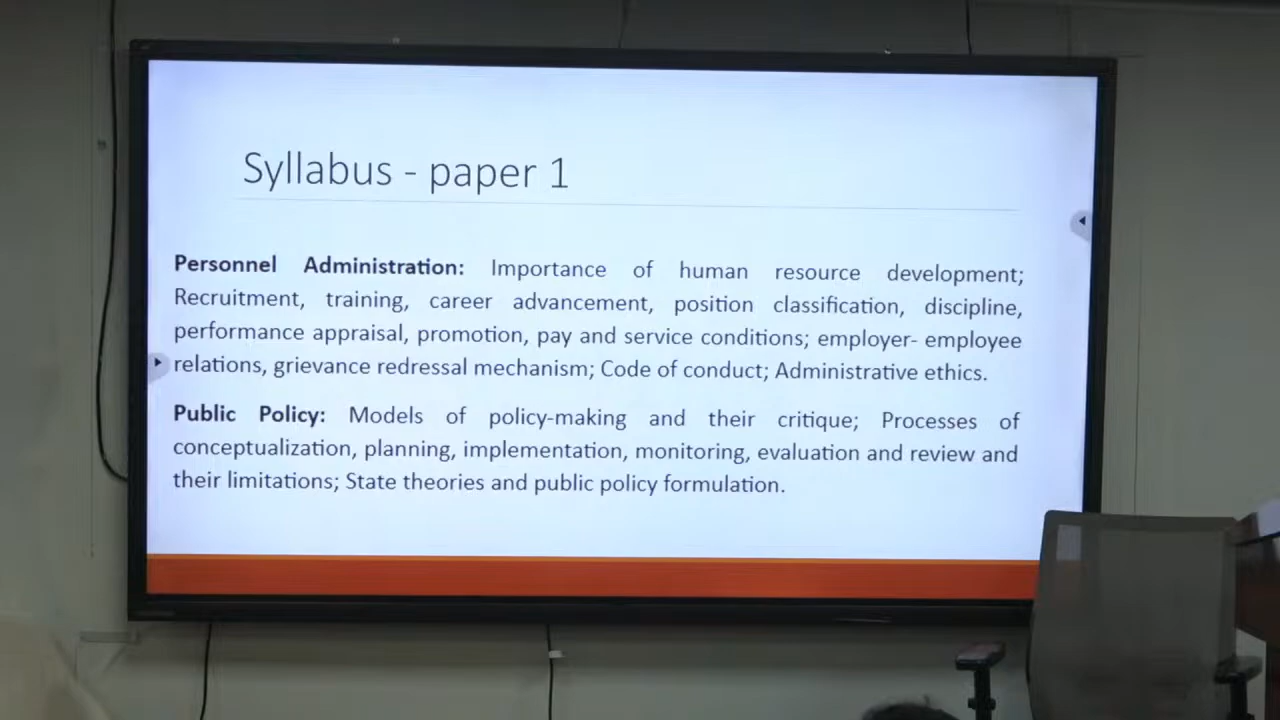 Syllabus - paper 1
Personnel Administration: Importance of human resource development;
Recruitment, training, career advancement, position classification, discipline,
performance appraisal, promotion, pay and service conditions; employer- employee
relations, grievance redressal mechanism; Code of conduct; Administrative ethics.
Public Policy: Models of policy-making and their critique; Processes of
conceptualization, planning, implementation, monitoring, evaluation and review and
their limitations; State theories and public policy formulation.